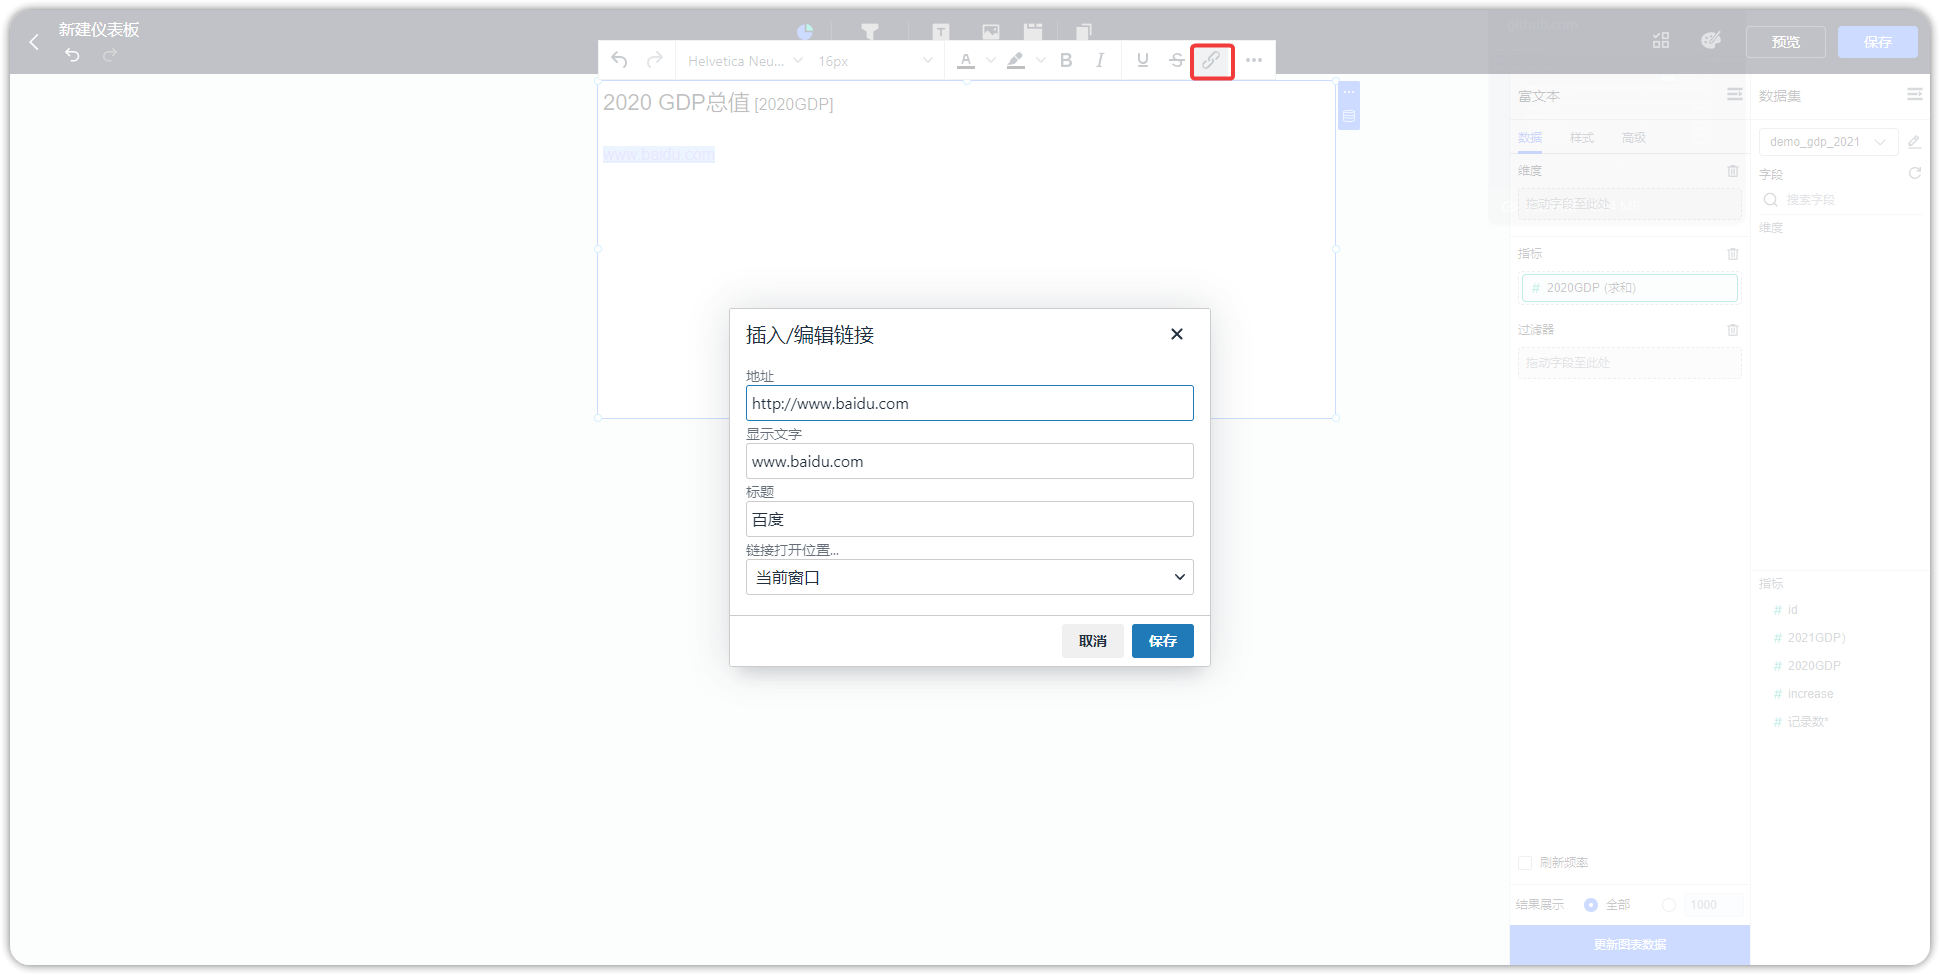 新建仪表板
预览
保存
Helvetica Neu...
16px
A
B
I
U
S
2020 GDP总值 [2020GDP]
www.baidu.com
富文本
数据
样式
高级
维度
拖动字段至此处
指标
# 2020GDP (求和)
过滤器
拖动字段至此处
刷新频率
结果展示
全部
1000
更新图表数据
数据集
demo_gdp_2021
字段
搜索字段
维度
指标
# id
# 2021GDP)
# 2020GDP
# increase
# 记录数*
插入/编辑链接
地址
http://www.baidu.com
显示文字
www.baidu.com
标题
百度
链接打开位置...
当前窗口
取消
保存